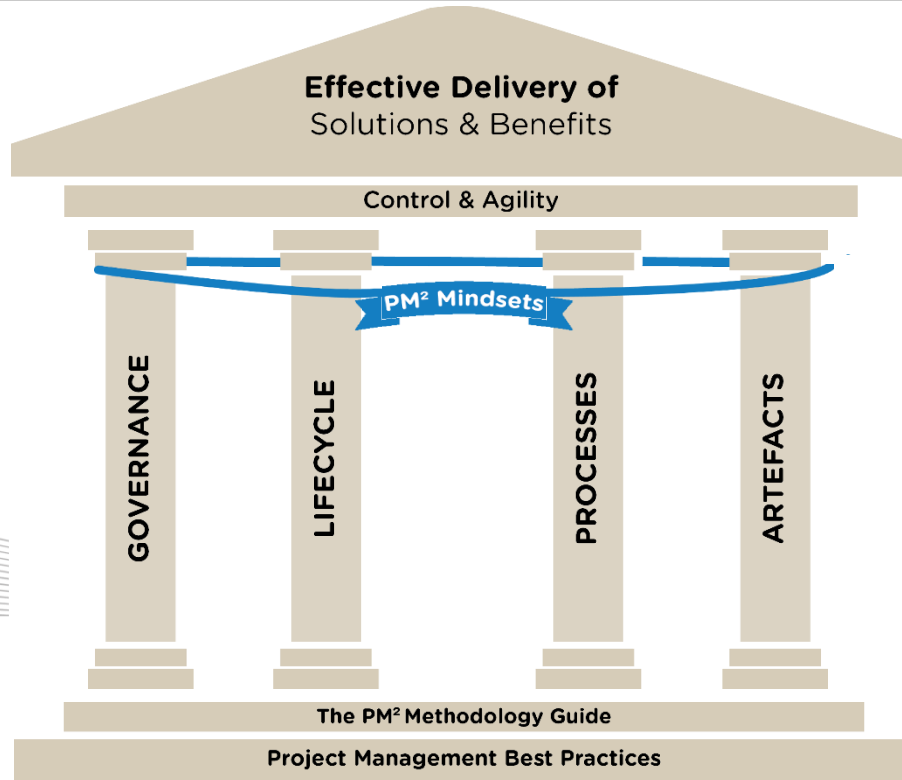 Effective Delivery of
Solutions & Benefits
Control & Agility
PM² Mindsets
GOVERNANCE
LIFECYCLE
PROCESSES
ARTEFACTS
The PM² Methodology Guide
Project Management Best Practices